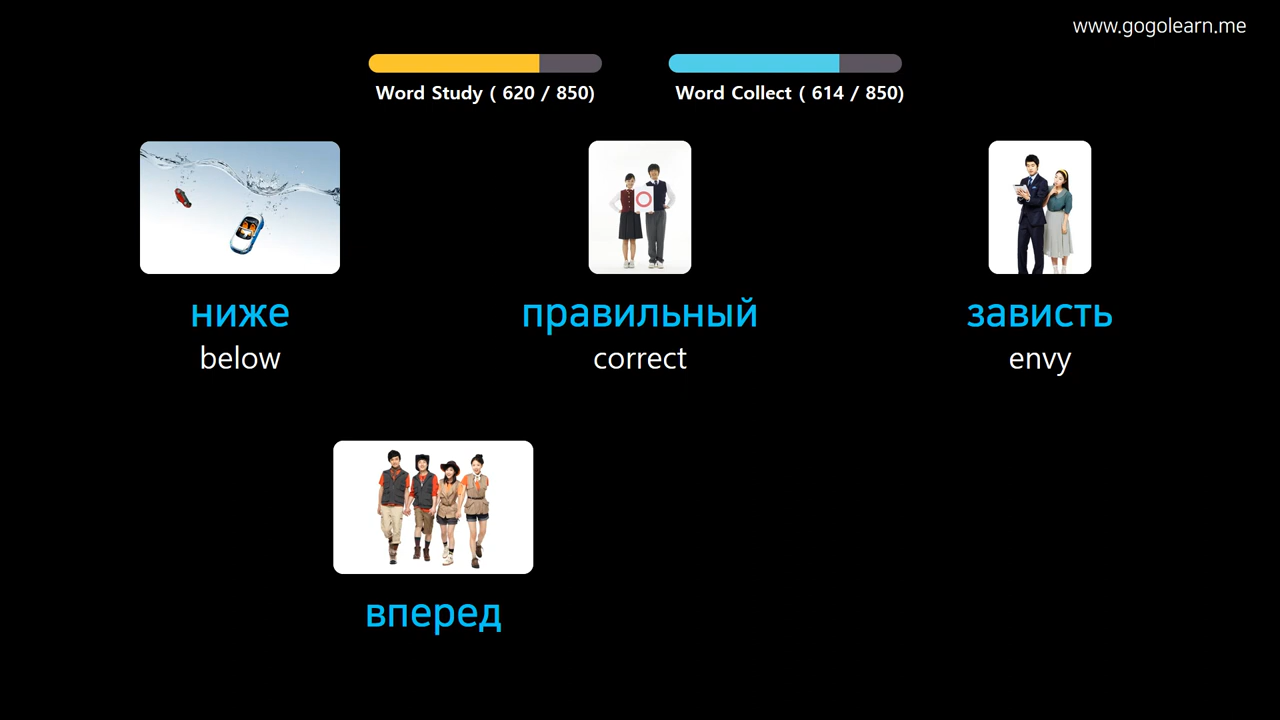 www.gogolearn.me
Word Study ( 620 / 850)
Word Collect ( 614 / 850)
ниже
below
правильный
correct
зависть
envy
вперед